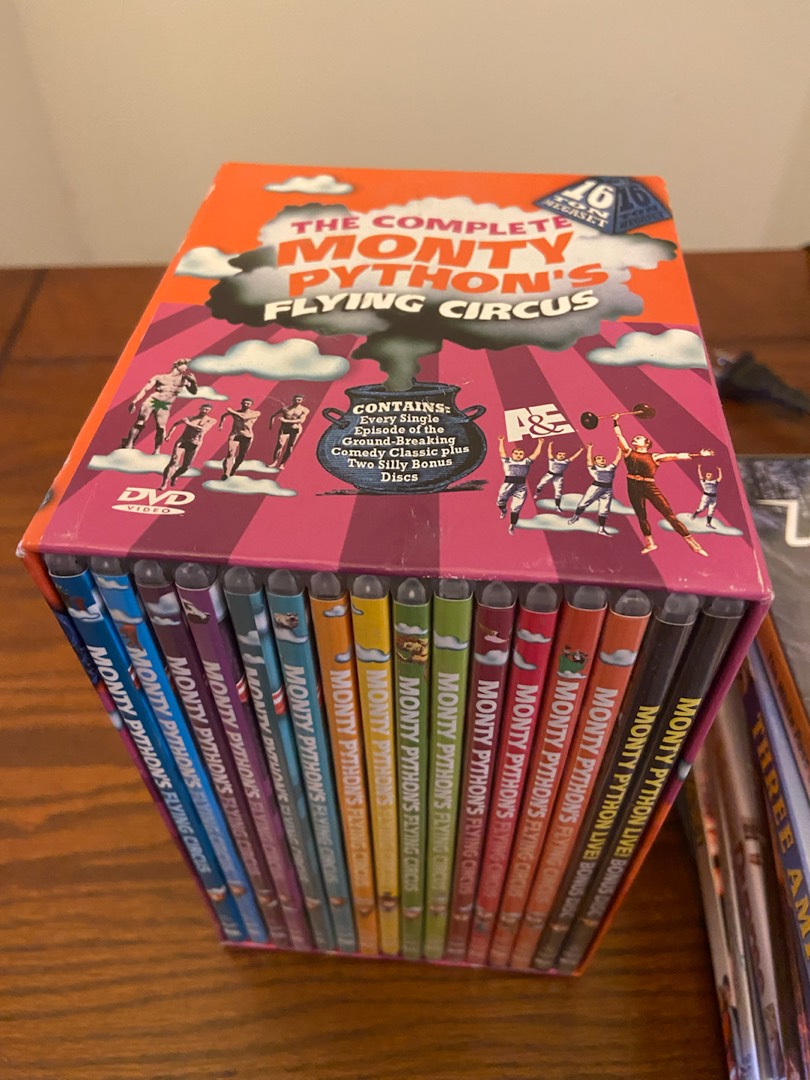 THE COMPLETE
MONTY
PYTHON'S
FLYING CIRCUS
16
TON
MEGASET
16
TON
CONTAINS:
Every Single
Episode of the
Ground-Breaking
Comedy Classic plus
Two Silly Bonus
Discs
A&E
DVD
VIDEO
MONTY PYTHON'S FLYING CIRCUS
MONTY PYTHON'S FLYING CIRCUS
MONTY PYTHON'S FLYING CIRCUS
MONTY PYTHON'S FLYING CIRCUS
MONTY PYTHON'S FLYING CIRCUS
MONTY PYTHON'S FLYING CIRCUS
MONTY PYTHON'S FLYING CIRCUS
MONTY PYTHON'S FLYING CIRCUS
MONTY PYTHON'S FLYING CIRCUS
MONTY PYTHON'S FLYING CIRCUS
MONTY PYTHON'S FLYING CIRCUS
MONTY PYTHON'S FLYING CIRCUS
MONTY PYTHON'S FLYING CIRCUS
MONTY PYTHON'S FLYING CIRCUS
MONTY PYTHON LIVE! BONUS DISC
MONTY PYTHON LIVE! BONUS DISC
THREE AM